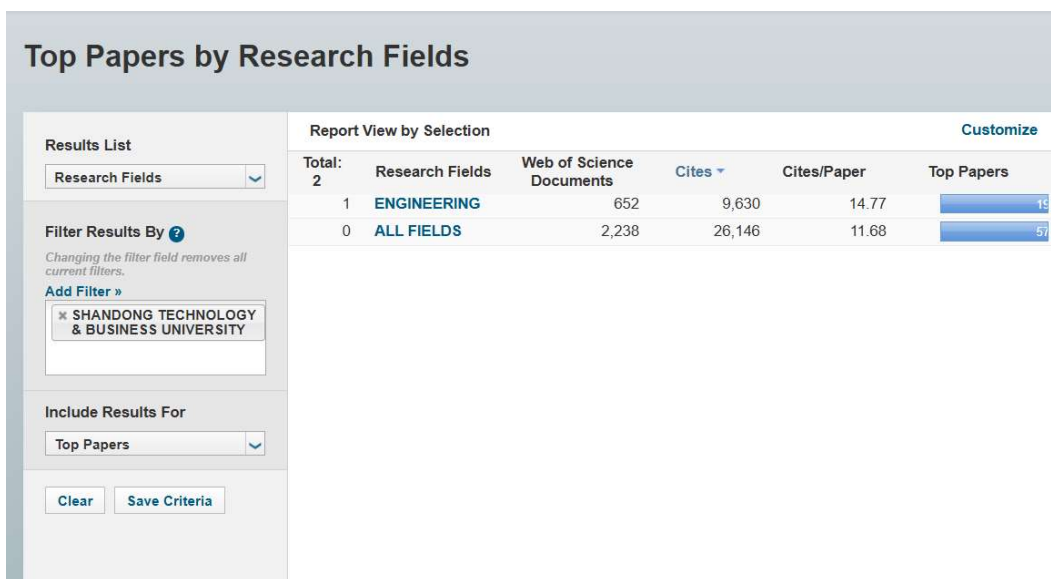 Top Papers by Research Fields
Results List
Research Fields
Filter Results By ?
Changing the filter field removes all
current filters.
Add Filter »
× SHANDONG TECHNOLOGY
& BUSINESS UNIVERSITY
Include Results For
Top Papers
Clear Save Criteria
Report View by Selection Customize
Total: 2 Research Fields Web of Science Documents Cites Cites/Paper Top Papers
1 ENGINEERING 652 9,630 14.77 19
0 ALL FIELDS 2,238 26,146 11.68 57